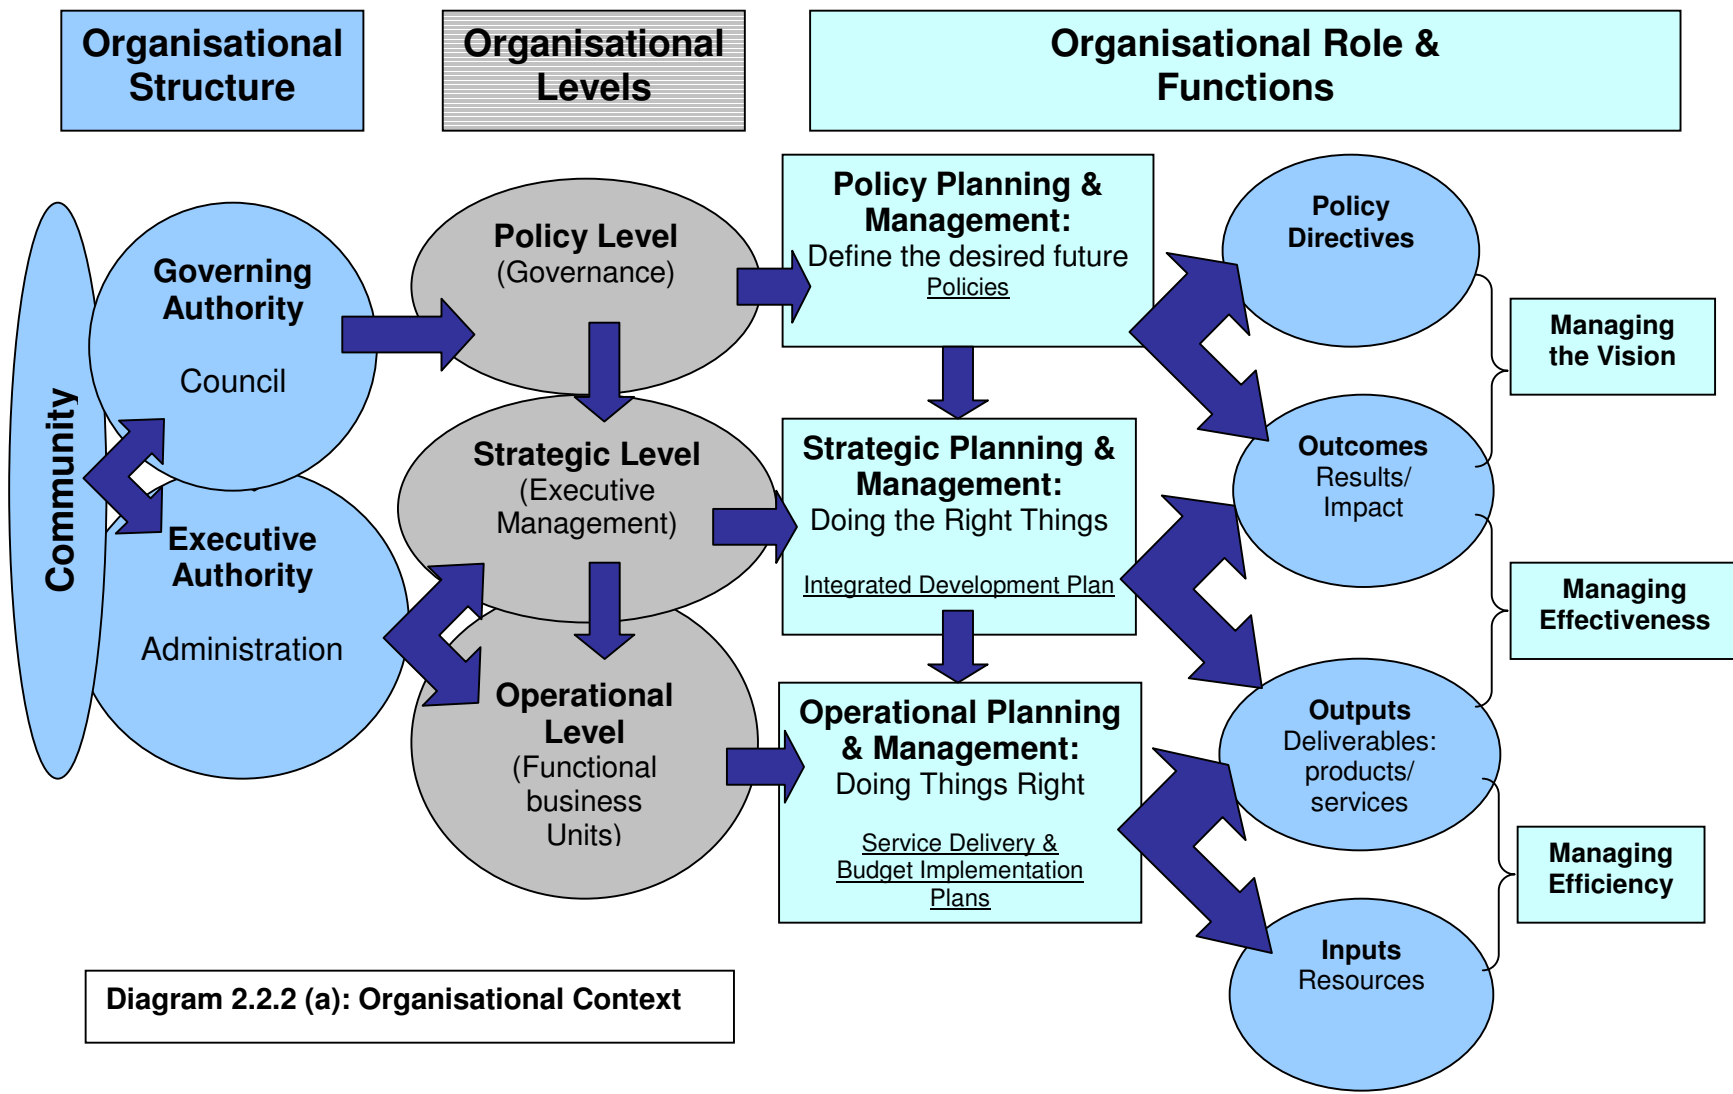 Organisational
Structure
Organisational
Levels
Organisational Role &
Functions
Community
Governing
Authority
Council
Executive
Authority
Administration
Policy Level
(Governance)
Strategic Level
(Executive
Management)
Operational
Level
(Functional
business
Units)
Policy Planning &
Management:
Define the desired future
Policies
Strategic Planning &
Management:
Doing the Right Things
Integrated Development Plan
Operational Planning
& Management:
Doing Things Right
Service Delivery &
Budget Implementation
Plans
Policy
Directives
Outcomes
Results/
Impact
Outputs
Deliverables:
products/
services
Inputs
Resources
Managing
the Vision
Managing
Effectiveness
Managing
Efficiency
Diagram 2.2.2 (a): Organisational Context